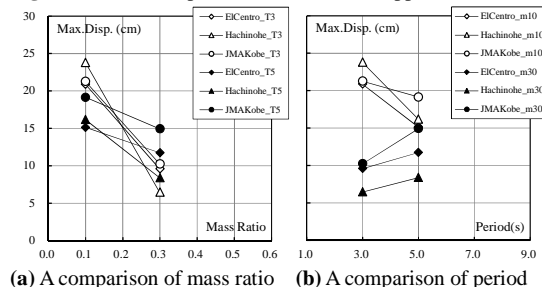 Max.Disp. (cm)
ElCentro_T3
Hachinohe_T3
JMAKobe_T3
ElCentro_T5
Hachinohe_T5
JMAKobe_T5
30
25
20
15
10
5
0
Mass Ratio
0.0 0.1 0.2 0.3 0.4 0.5 0.6
(a) A comparison of mass ratio
Max.Disp. (cm)
ElCentro_m10
Hachinohe_m10
JMAKobe_m10
ElCentro_m30
Hachinohe_m30
JMAKobe_m30
Period(s)
1.0 3.0 5.0 7.0 9.0
(b) A comparison of period